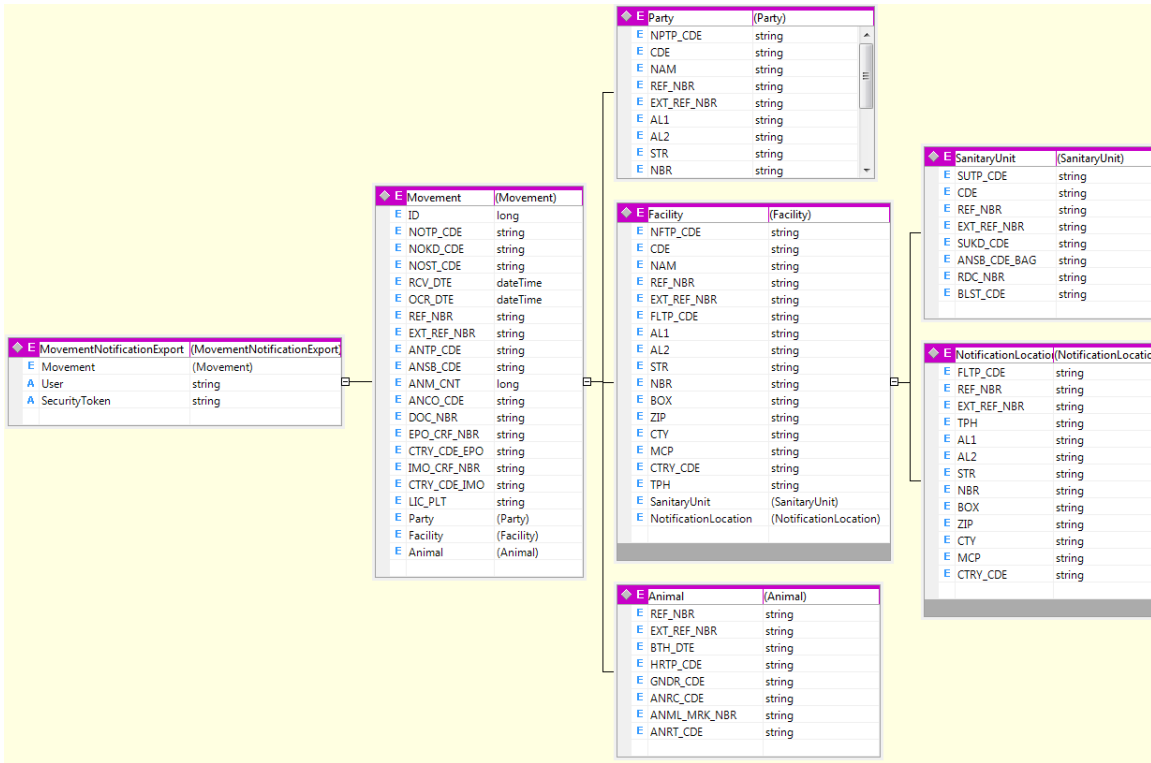 E Party (Party)
E NPTP_CDE string
E CDE string
E NAM string
E REF_NBR string
E EXT_REF_NBR string
E AL1 string
E AL2 string
E STR string
E NBR string
E SanitaryUnit (SanitaryUnit)
E SUTP_CDE string
E CDE string
E REF_NBR string
E EXT_REF_NBR string
E SUKD_CDE string
E ANSB_CDE_BAG string
E RDC_NBR string
E BLST_CDE string
E Movement (Movement)
E ID long
E NOTP_CDE string
E NOKD_CDE string
E NOST_CDE string
E RCV_DTE dateTime
E OCR_DTE dateTime
E REF_NBR string
E EXT_REF_NBR string
E ANTP_CDE string
E ANSB_CDE string
E ANM_CNT long
E ANCO_CDE string
E DOC_NBR string
E EPO_CRF_NBR string
E CTRY_CDE_EPO string
E IMO_CRF_NBR string
E CTRY_CDE_IMO string
E LIC_PLT string
E Party (Party)
E Facility (Facility)
E Animal (Animal)
E Facility (Facility)
E NFTP_CDE string
E CDE string
E NAM string
E REF_NBR string
E EXT_REF_NBR string
E FLTP_CDE string
E AL1 string
E AL2 string
E STR string
E NBR string
E BOX string
E ZIP string
E CTY string
E MCP string
E CTRY_CDE string
E TPH string
E SanitaryUnit (SanitaryUnit)
E NotificationLocation (NotificationLocation)
E MovementNotificationExport (MovementNotificationExport)
E Movement (Movement)
A User string
A SecurityToken string
E NotificationLocation (NotificationLocatio
E FLTP_CDE string
E REF_NBR string
E EXT_REF_NBR string
E TPH string
E AL1 string
E AL2 string
E STR string
E NBR string
E BOX string
E ZIP string
E CTY string
E MCP string
E CTRY_CDE string
E Animal (Animal)
E REF_NBR string
E EXT_REF_NBR string
E BTH_DTE string
E HRTP_CDE string
E GNDR_CDE string
E ANRC_CDE string
E ANML_MRK_NBR string
E ANRT_CDE string